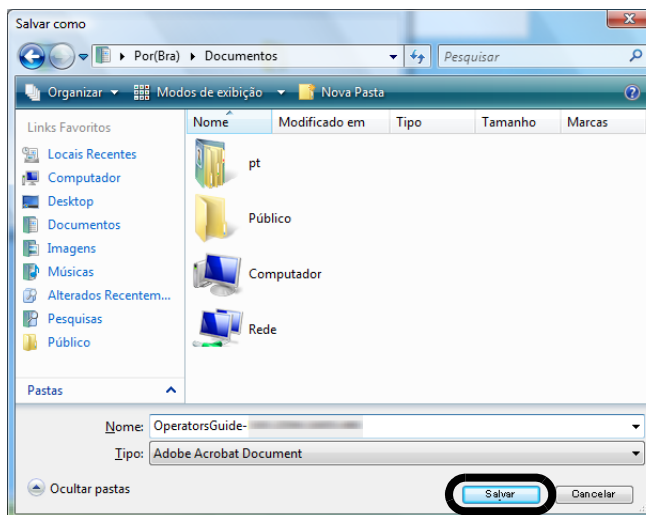 Salvar como
Por(Bra) Documentos Pesquisar
Organizar Modos de exibição Nova Pasta
Links Favoritos
Nome Modificado em Tipo Tamanho Marcas
Locais Recentes
Computador
Desktop
Documentos
Imagens
Músicas
Alterados Recentem...
Pesquisas
Público
pt
Público
Computador
Rede
Pastas
Nome: OperatorsGuide-
Tipo: Adobe Acrobat Document
Ocultar pastas Salvar Cancelar